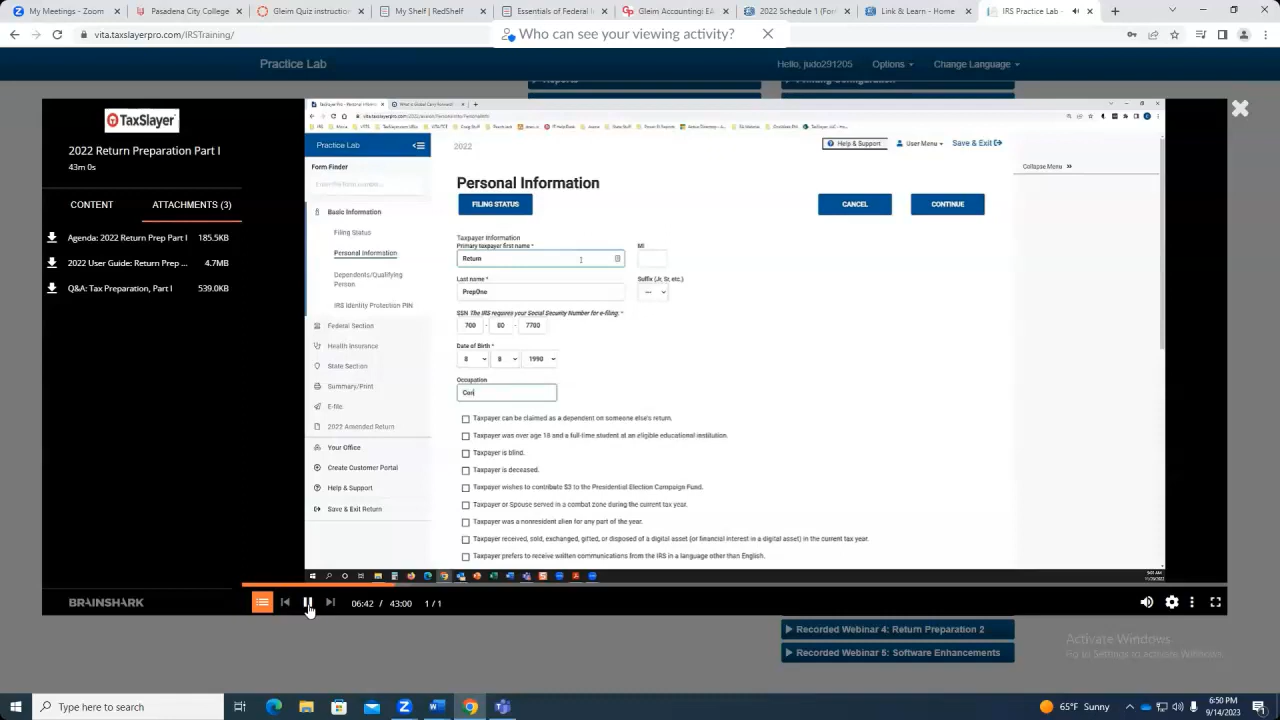 My Meetings - Zoom
Pasadena City Colleg
Gleim Quiz Instructio
My Shelf | RedShelf
Essentials of Federal
Gleim Accounting EA
2022 Schedule 1 (For
Link & Learn - Home
IRS Practice Lab -
vita.taxslayerpro.com/IRSTraining/
Who can see your viewing activity?
Practice Lab
Hello, judo291205
Options
Change Language
TaxSlayer
2022 Return Preparation Part I
43m 0s
CONTENT
ATTACHMENTS (3)
Agenda: 2022 Return Prep Part I
185.5KB
2022 User Guide: Return Prep ...
4.7MB
Q&A: Tax Preparation, Part I
539.0KB
Practice Lab
2022
Help & Support
User Menu
Save & Exit
Collapse Menu
Form Finder
Personal Information
FILING STATUS
CANCEL
CONTINUE
Basic Information
Filing Status
Personal Information
Dependents/Qualifying
Person
IRS Identity Protection PIN
Federal Section
Health Insurance
State Section
Summary/Print
E-file
2022 Amended Return
Your Office
Create Customer Portal
Help & Support
Save & Exit Return
Taxpayer Information
Primary taxpayer first name *
MI
Return
Last name *
Suffix (Jr, Sr, etc.)
PrepOne
---
SSN The IRS requires your Social Security Number for e-filing. *
700 - 80 - 7780
Date of Birth *
8 8 1990
Occupation
Con
Taxpayer can be claimed as a dependent on someone else's return.
Taxpayer was over age 18 and a full-time student at an eligible educational institution.
Taxpayer is blind.
Taxpayer is deceased.
Taxpayer wishes to contribute $3 to the Presidential Election Campaign Fund.
Taxpayer or Spouse served in a combat zone during the current tax year.
Taxpayer was a nonresident alien for any part of the year.
Taxpayer received, sold, exchanged, gifted, or disposed of a digital asset (or financial interest in a digital asset) in the current tax year.
Taxpayer prefers to receive written communications from the IRS in a language other than English.
BRAINSHARK
06:42 / 43:00 1 / 1
Recorded Webinar 4: Return Preparation 2
Recorded Webinar 5: Software Enhancements
Activate Windows
Go to Settings to activate Windows.
Type here to search
65°F Sunny
6:50 PM
9/14/2023